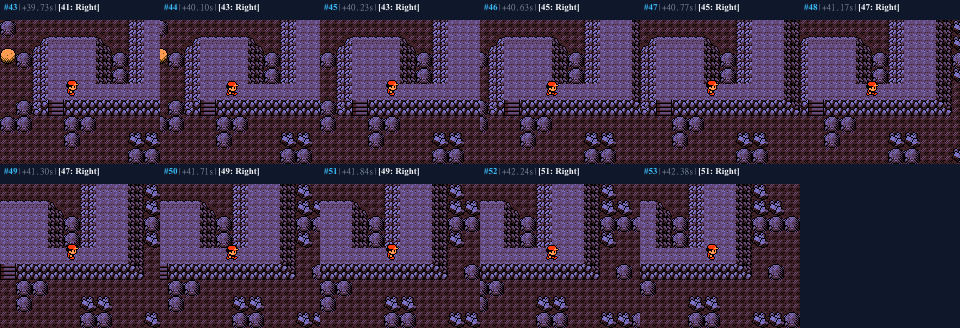 #43|+39.73s|[41: Right]
#44|+40.10s|[43: Right]
#45|+40.23s|[43: Right]
#46|+40.63s|[45: Right]
#47|+40.77s|[45: Right]
#48|+41.17s|[47: Right]
#49|+41.30s|[47: Right]
#50|+41.71s|[49: Right]
#51|+41.84s|[49: Right]
#52|+42.24s|[51: Right]
#53|+42.38s|[51: Right]